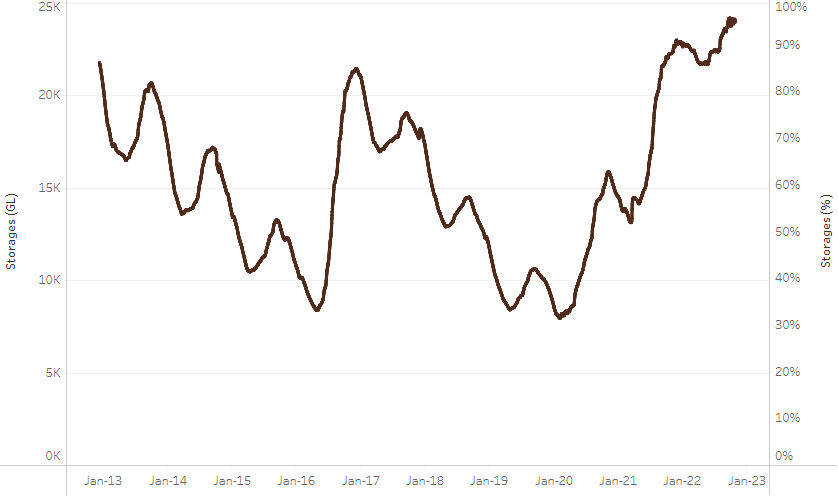 25K
20K
15K
10K
5K
0K
Storages (GL)
100%
90%
80%
70%
60%
50%
40%
30%
20%
10%
0%
Storages (%)
Jan-13 Jan-14 Jan-15 Jan-16 Jan-17 Jan-18 Jan-19 Jan-20 Jan-21 Jan-22 Jan-23